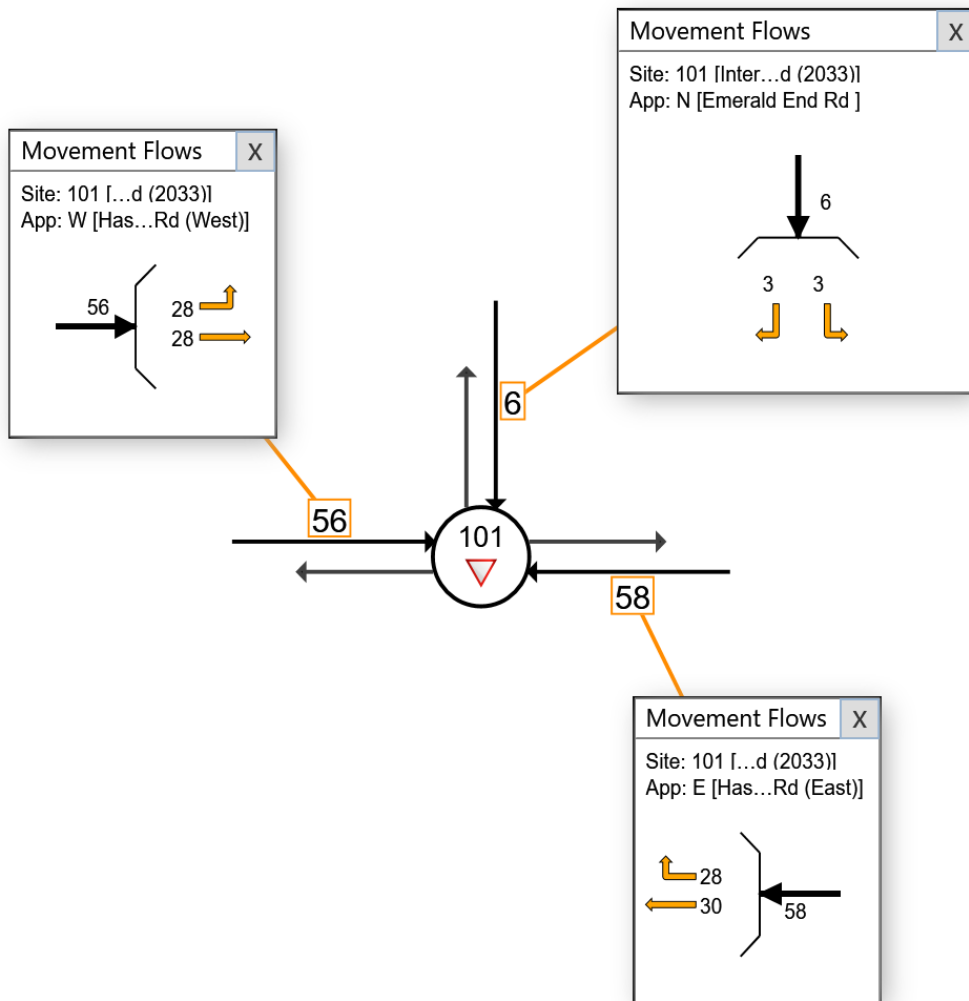 Movement Flows X
Site: 101 [Inter...d (2033)]
App: N [Emerald End Rd ]
6
3 3
Movement Flows X
Site: 101 [...d (2033)]
App: W [Has...Rd (West)]
56
28
28
6
56
101
58
Movement Flows X
Site: 101 [...d (2033)]
App: E [Has...Rd (East)]
28
30
58